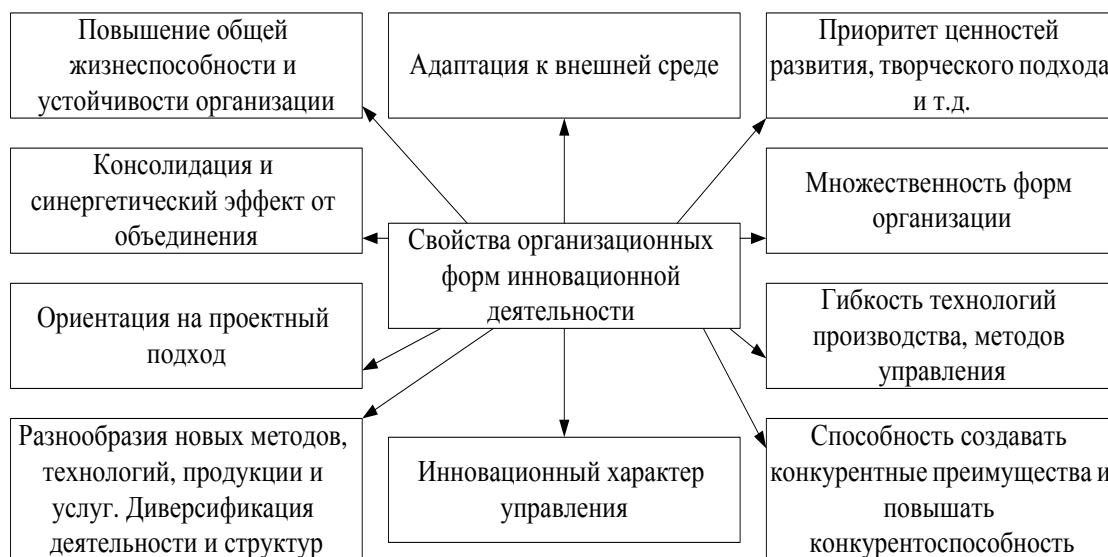 Повышение общей
жизнеспособности и
устойчивости организации
Адаптация к внешней среде
Приоритет ценностей
развития, творческого подхода
и т.д.
Консолидация и
синергетический эффект от
объединения
Свойства организационных
форм инновационной
деятельности
Множественность форм
организации
Ориентация на проектный
подход
Гибкость технологий
производства, методов
управления
Разнообразия новых методов,
технологий, продукции и
услуг. Диверсификация
деятельности и структур
Инновационный характер
управления
Способность создавать
конкурентные преимущества и
повышать
конкурентоспособность